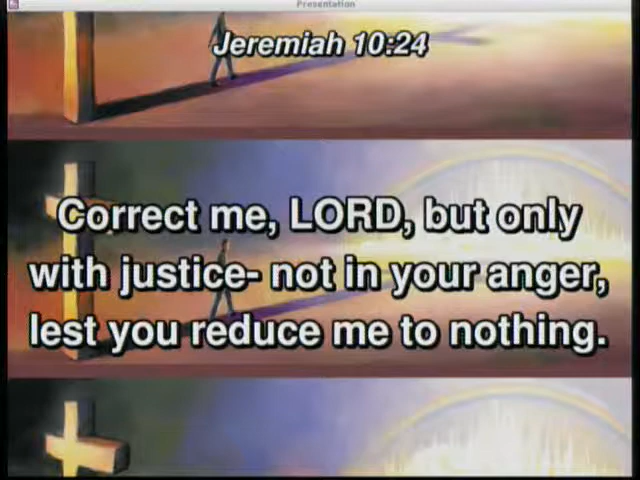 Presentation
Jeremiah 10:24
Correct me, LORD, but only
with justice- not in your anger,
lest you reduce me to nothing.